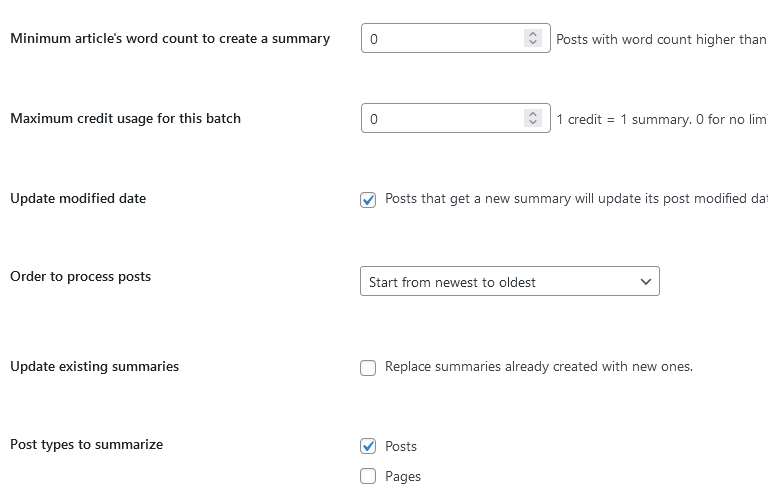 Minimum article's word count to create a summary 0 Posts with word count higher than
Maximum credit usage for this batch 0 1 credit = 1 summary. 0 for no lim
Update modified date Posts that get a new summary will update its post modified dat
Order to process posts Start from newest to oldest
Update existing summaries Replace summaries already created with new ones.
Post types to summarize Posts
Pages